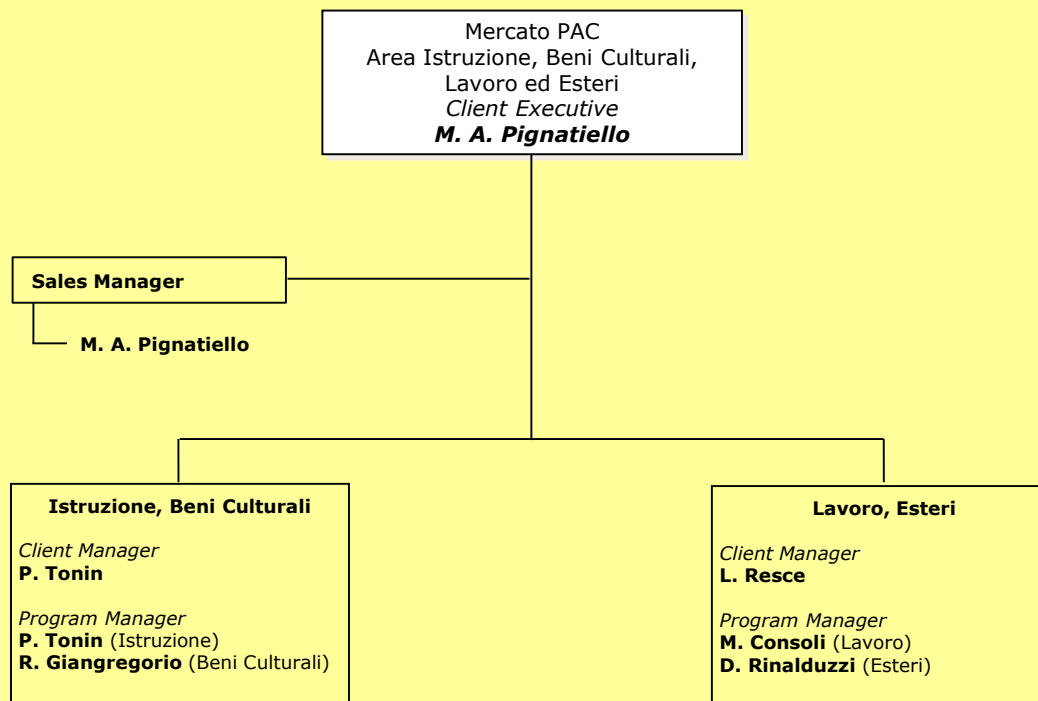 Mercato PAC
Area Istruzione, Beni Culturali,
Lavoro ed Esteri
Client Executive
M. A. Pignatiello
Sales Manager
M. A. Pignatiello
Istruzione, Beni Culturali
Client Manager
P. Tonin
Program Manager
P. Tonin (Istruzione)
R. Giangregorio (Beni Culturali)
Lavoro, Esteri
Client Manager
L. Resce
Program Manager
M. Consoli (Lavoro)
D. Rinalduzzi (Esteri)